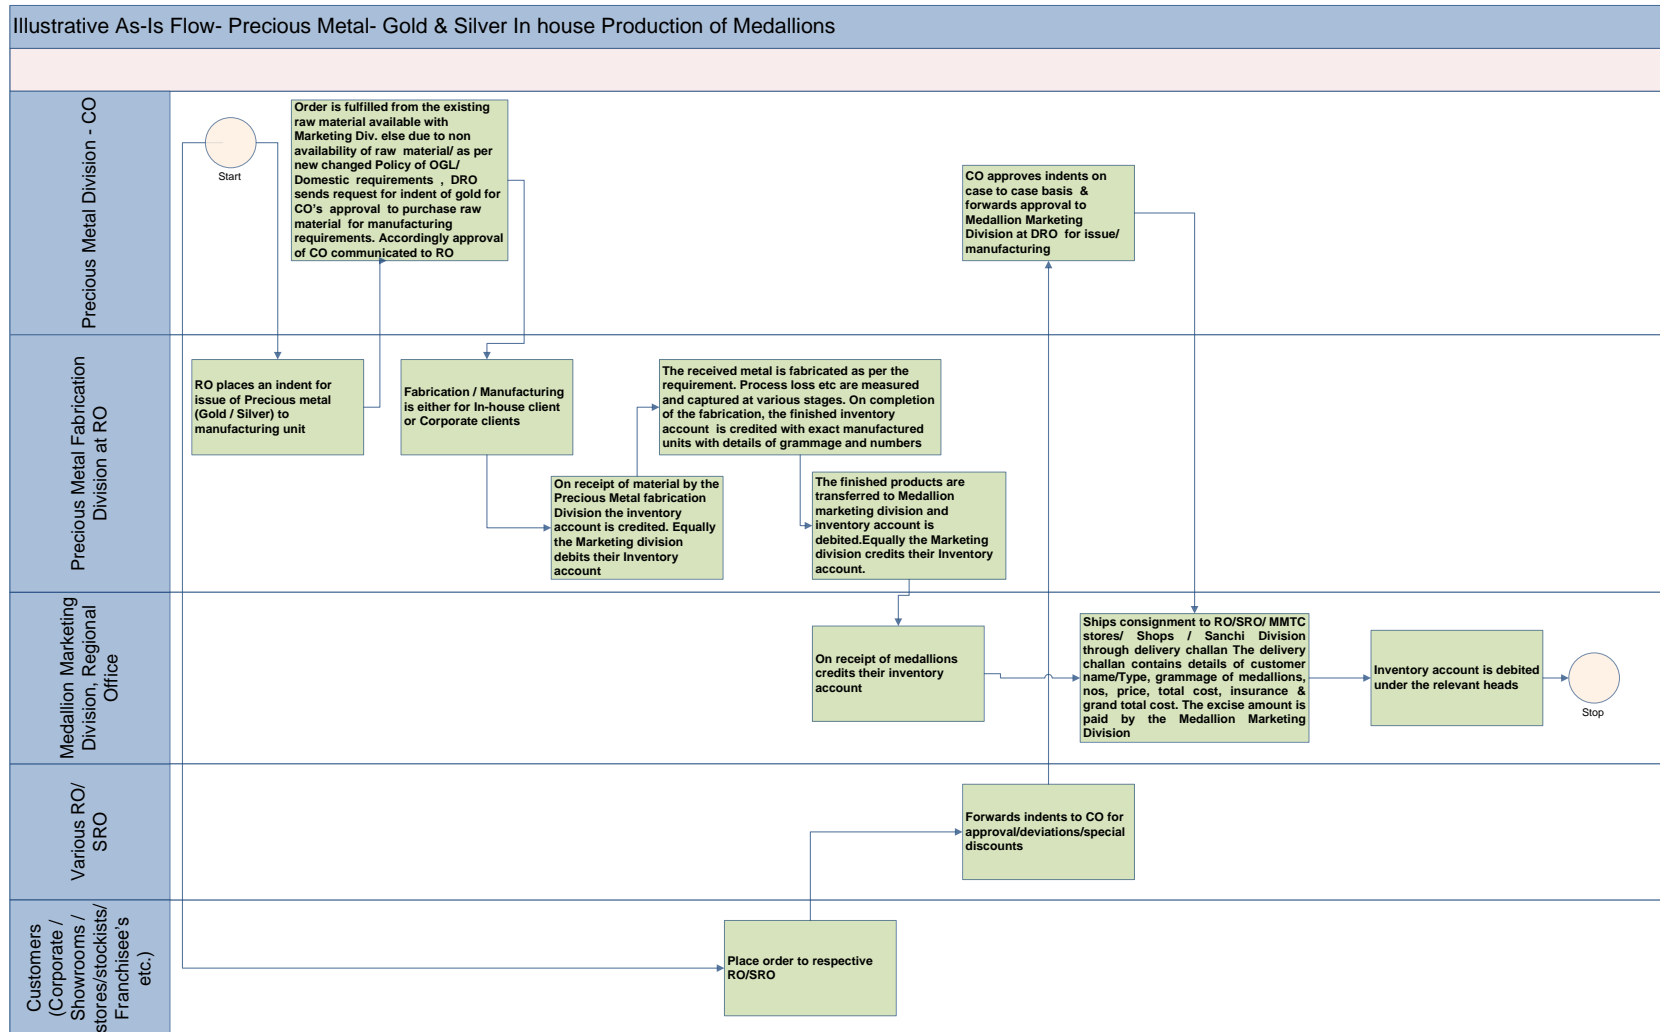 Illustrative As-Is Flow- Precious Metal- Gold & Silver In house Production of Medallions
Precious Metal Division - CO
Start
Order is fulfilled from the existing
raw material available with
Marketing Div. else due to non
availability of raw material/ as per
new changed Policy of OGL/
Domestic requirements , DRO
sends request for indent of gold for
CO's approval to purchase raw
material for manufacturing
requirements. Accordingly approval
of CO communicated to RO
CO approves indents on
case to case basis &
forwards approval to
Medallion Marketing
Division at DRO for issue/
manufacturing
Precious Metal Fabrication
Division at RO
RO places an indent for
issue of Precious metal
(Gold / Silver) to
manufacturing unit
Fabrication / Manufacturing
is either for In-house client
or Corporate clients
On receipt of material by the
Precious Metal fabrication
Division the inventory
account is credited. Equally
the Marketing division
debits their Inventory
account
The received metal is fabricated as per the
requirement. Process loss etc are measured
and captured at various stages. On completion
of the fabrication, the finished inventory
account is credited with exact manufactured
units with details of grammage and numbers
The finished products are
transferred to Medallion
marketing division and
inventory account is
debited.Equally the Marketing
division credits their Inventory
account.
Medallion Marketing
Division, Regional
Office
On receipt of medallions
credits their inventory
account
Ships consignment to RO/SRO/ MMTC
stores/ Shops / Sanchi Division
through delivery challan The delivery
challan contains details of customer
name/Type, grammage of medallions,
nos, price, total cost, insurance &
grand total cost. The excise amount is
paid by the Medallion Marketing
Division
Inventory account is debited
under the relevant heads
Stop
Various RO/
SRO
Forwards indents to CO for
approval/deviations/special
discounts
Customers
(Corporate /
Showrooms /
stores/stockists/
Franchisee's
etc.)
Place order to respective
RO/SRO